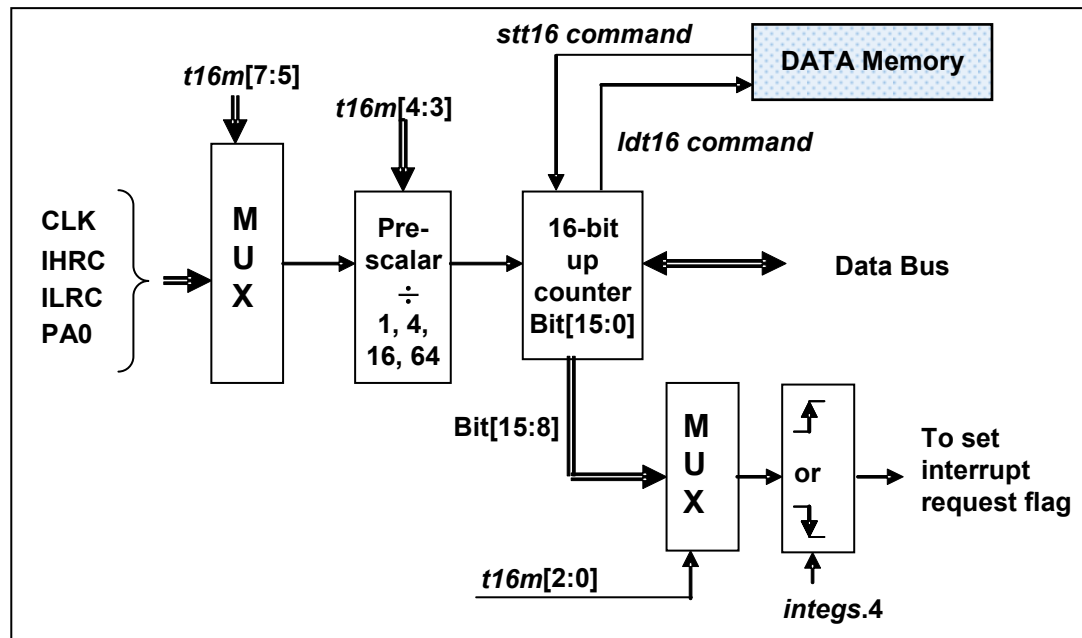 stt16 command
DATA Memory
t16m[7:5]
t16m[4:3]
ldt16 command
CLK
IHRC
ILRC
PA0
M
U
X
Pre-
scalar
÷
1, 4,
16, 64
16-bit
up
counter
Bit[15:0]
Data Bus
Bit[15:8]
M
U
X
or
To set
interrupt
request flag
t16m[2:0]
integs.4